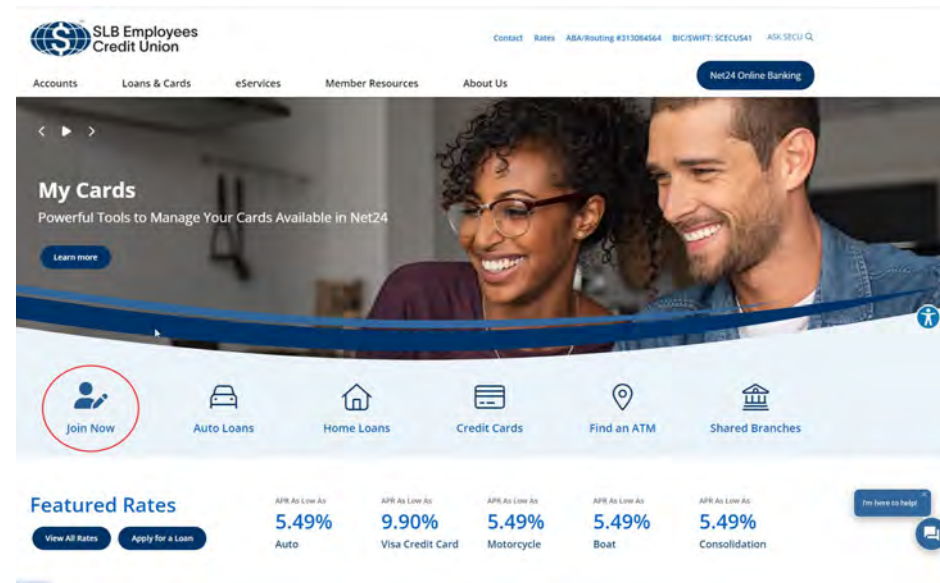 SLB Employees
Credit Union
Contact Rates ABA/Routing #313084564 BIC/SWIFT: SCECUS41 ASK SECU
Accounts Loans & Cards eServices Member Resources About Us
Net24 Online Banking
My Cards
Powerful Tools to Manage Your Cards Available in Net24
Learn more
Join Now Auto Loans Home Loans Credit Cards Find an ATM Shared Branches
Featured Rates
View All Rates Apply for a Loan
APR As Low As APR As Low As APR As Low As APR As Low As APR As Low As
5.49% 9.90% 5.49% 5.49% 5.49%
Auto Visa Credit Card Motorcycle Boat Consolidation
I'm here to help!